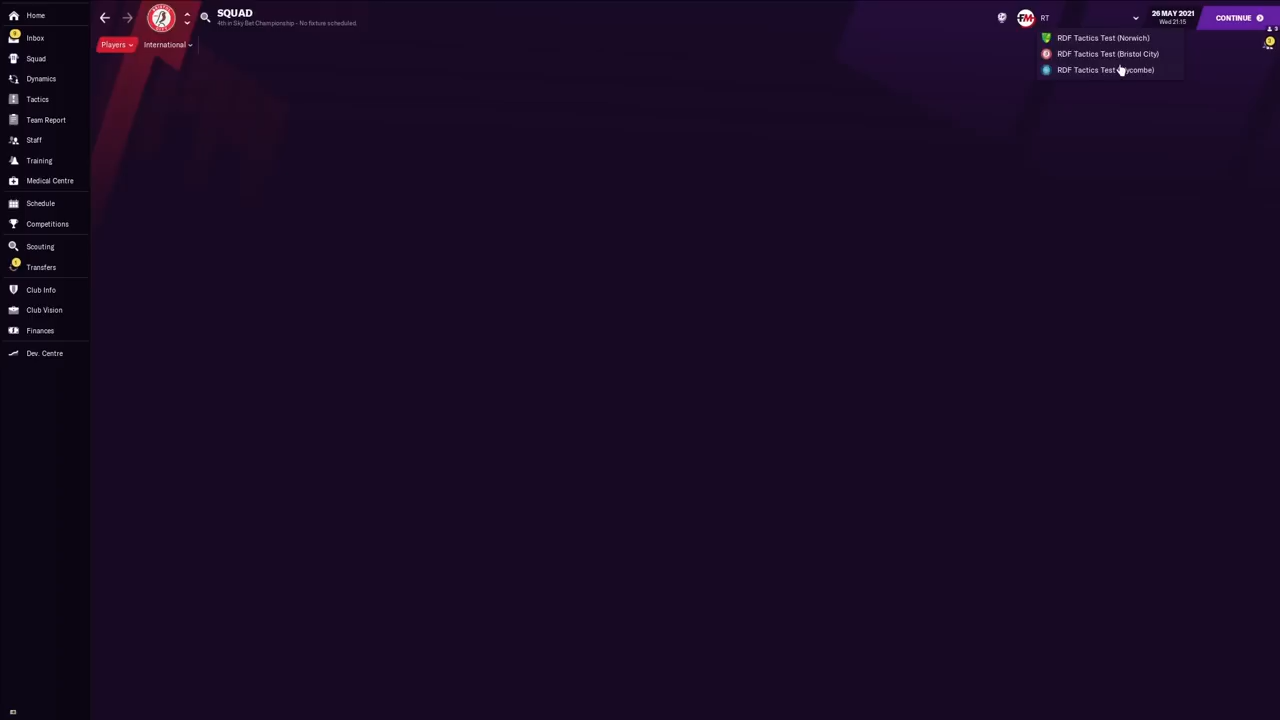 Home
Inbox
Squad
Dynamics
Tactics
Team Report
Staff
Training
Medical Centre
Schedule
Competitions
Scouting
Transfers
Club Info
Club Vision
Finances
Dev. Centre
SQUAD
4th in Sky Bet Championship - No fixture scheduled.
Players
International
FM
RT
26 MAY 2021
Wed 21:15
CONTINUE
RDF Tactics Test (Norwich)
RDF Tactics Test (Bristol City)
RDF Tactics Test ycombe)